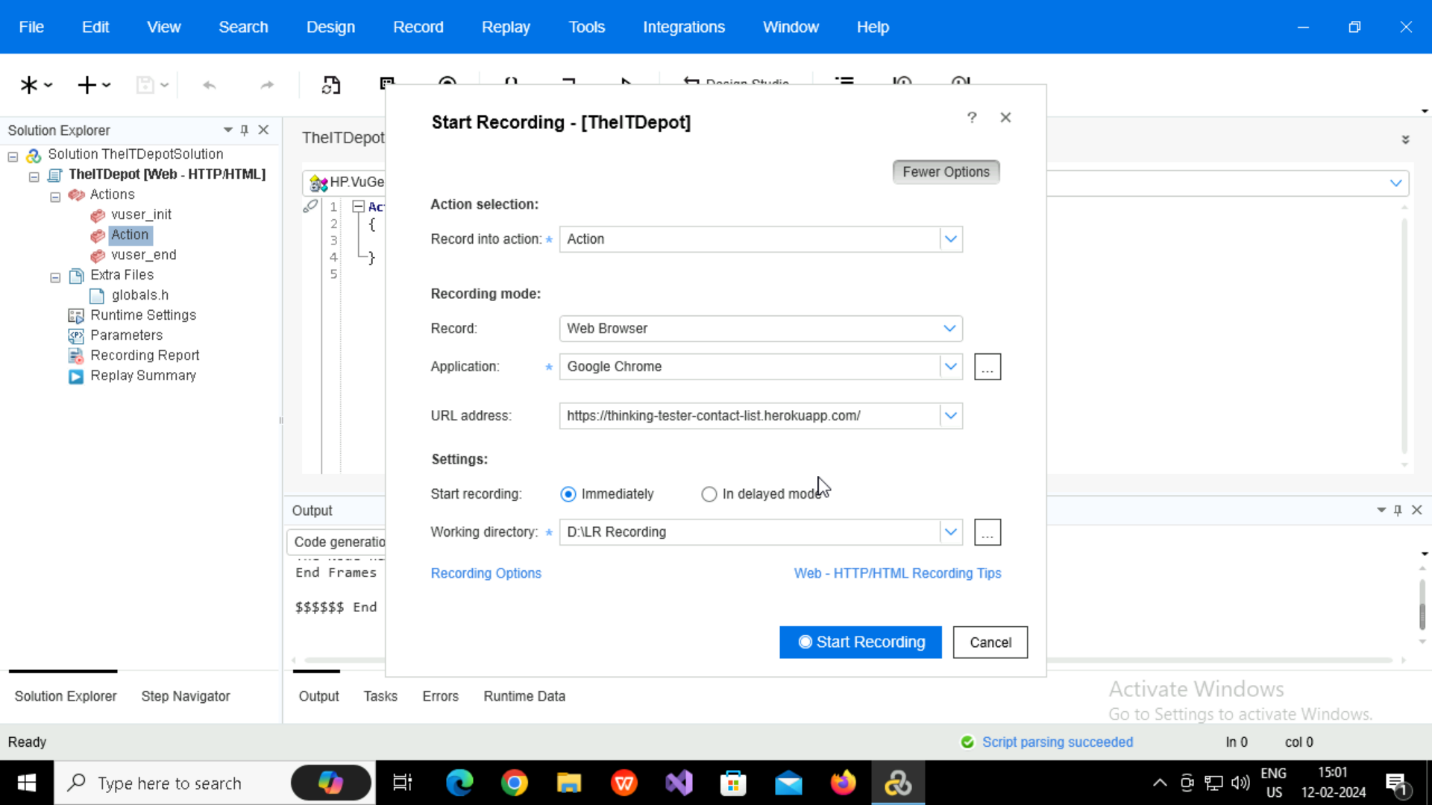 File Edit View Search Design Record Replay Tools Integrations Window Help
Design Studio
Solution Explorer
Solution TheITDepotSolution
TheITDepot [Web - HTTP/HTML]
Actions
vuser_init
Action
vuser_end
Extra Files
globals.h
Runtime Settings
Parameters
Recording Report
Replay Summary
TheITDepot
HP.VuGe
1 Ac
2 {
3
4 }
5
Start Recording - [TheITDepot]
? ×
Fewer Options
Action selection:
Record into action: * Action
Recording mode:
Record: Web Browser
Application: * Google Chrome ...
URL address: https://thinking-tester-contact-list.herokuapp.com/
Settings:
Start recording: Immediately In delayed mode
Working directory: * D:\LR Recording ...
Recording Options Web - HTTP/HTML Recording Tips
Start Recording Cancel
Output
Code generatio
End Frames
$$$$$$ End
Solution Explorer Step Navigator Output Tasks Errors Runtime Data
Activate Windows
Go to Settings to activate Windows.
Ready Script parsing succeeded ln 0 col 0
Type here to search
ENG 15:01
US 12-02-2024
1